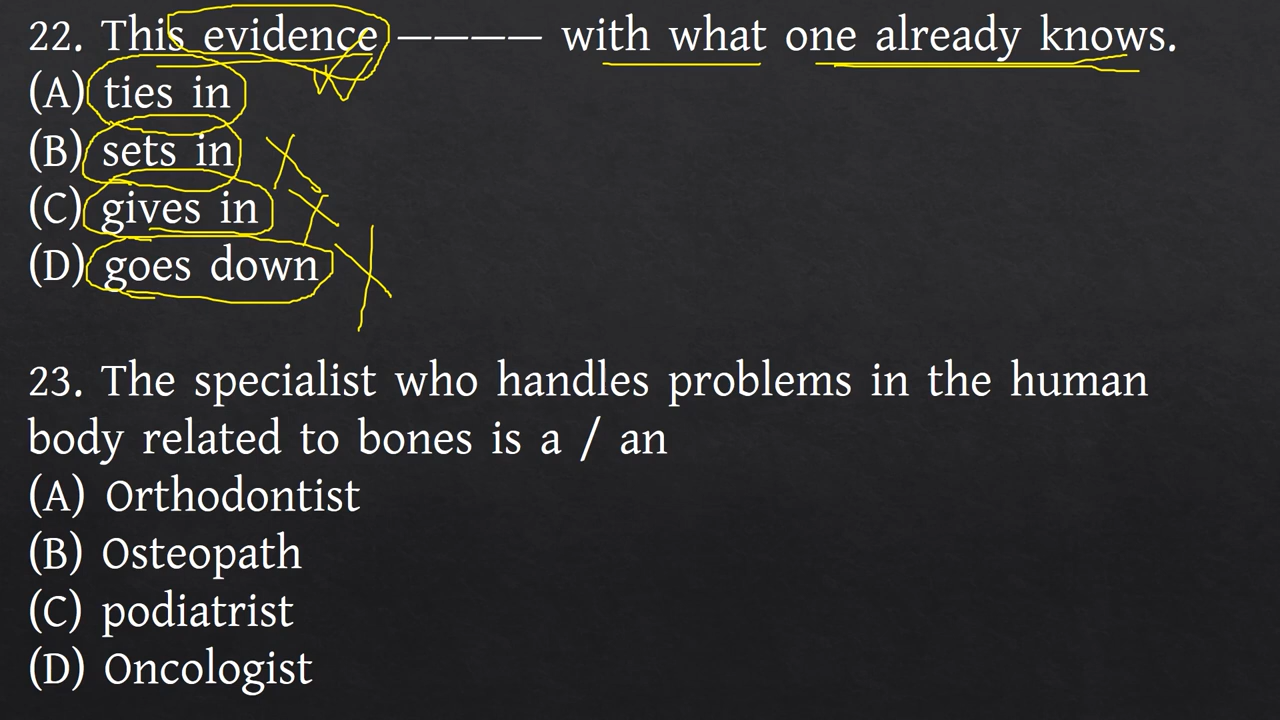 22. This evidence ———— with what one already knows.
(A) ties in
(B) sets in
(C) gives in
(D) goes down
23. The specialist who handles problems in the human
body related to bones is a / an
(A) Orthodontist
(B) Osteopath
(C) podiatrist
(D) Oncologist